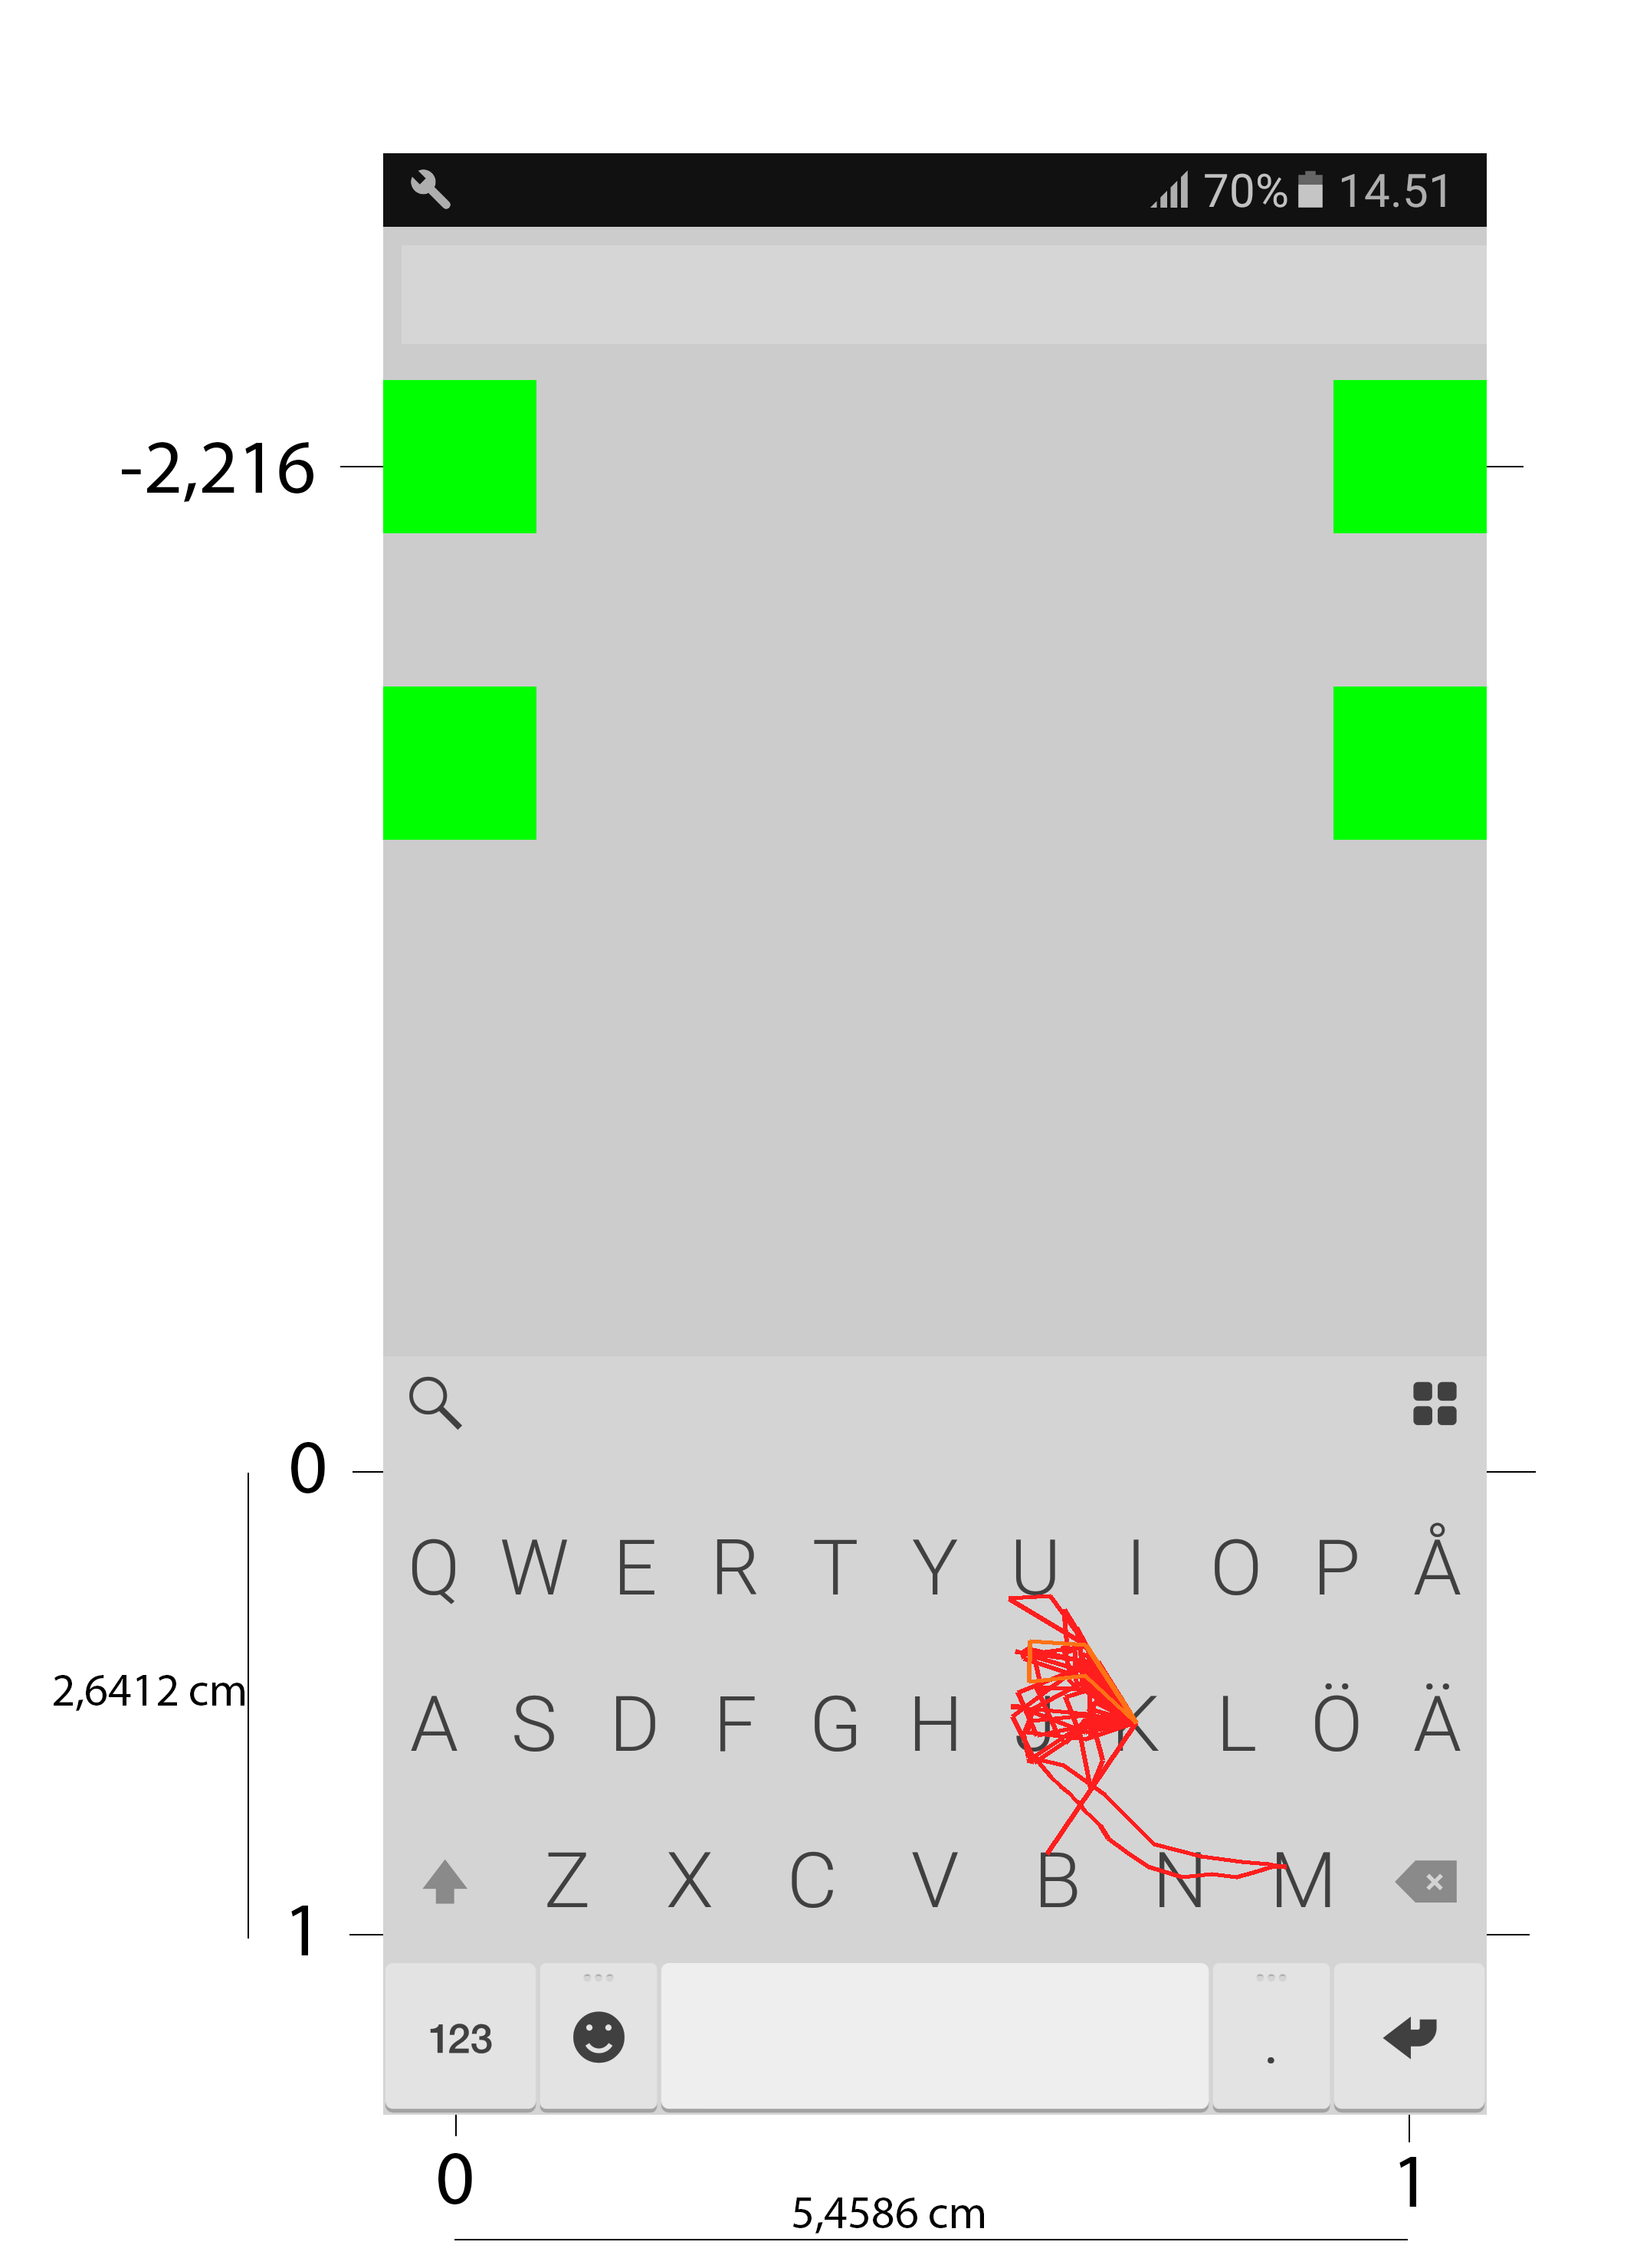 70% 14.51
-2,216
0
Q W E R T Y U I O P Å
2,6412 cm
A S D F G H J K L Ö Ä
Z X C V B N M
1
123 .
0 1
5,4586 cm